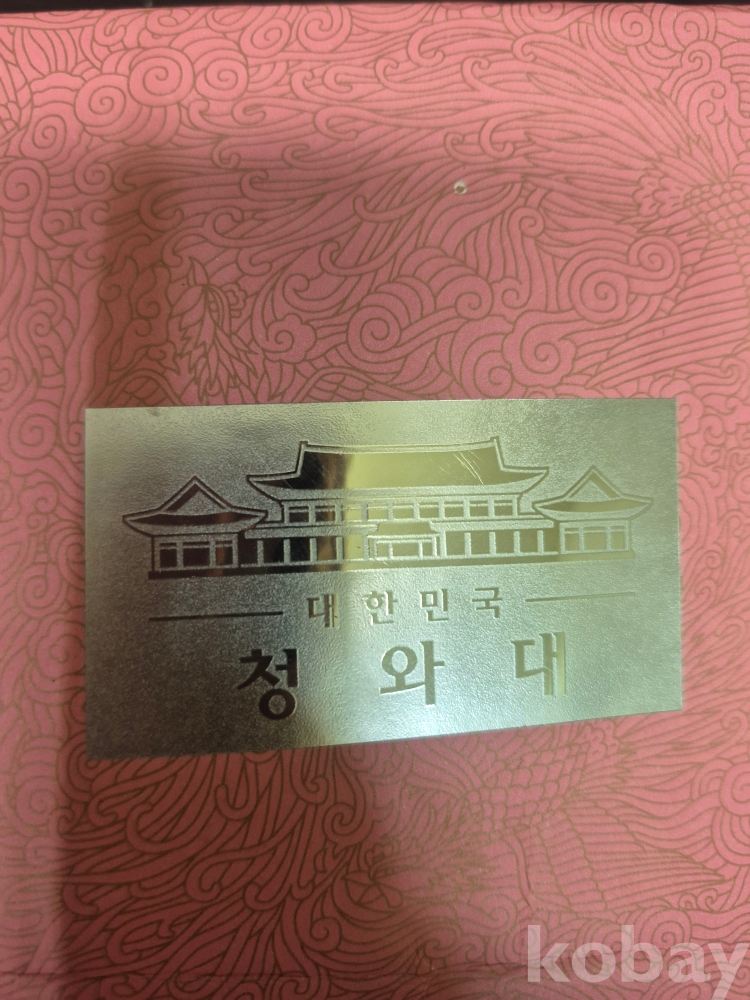 대한민국
청 와 대
kobay